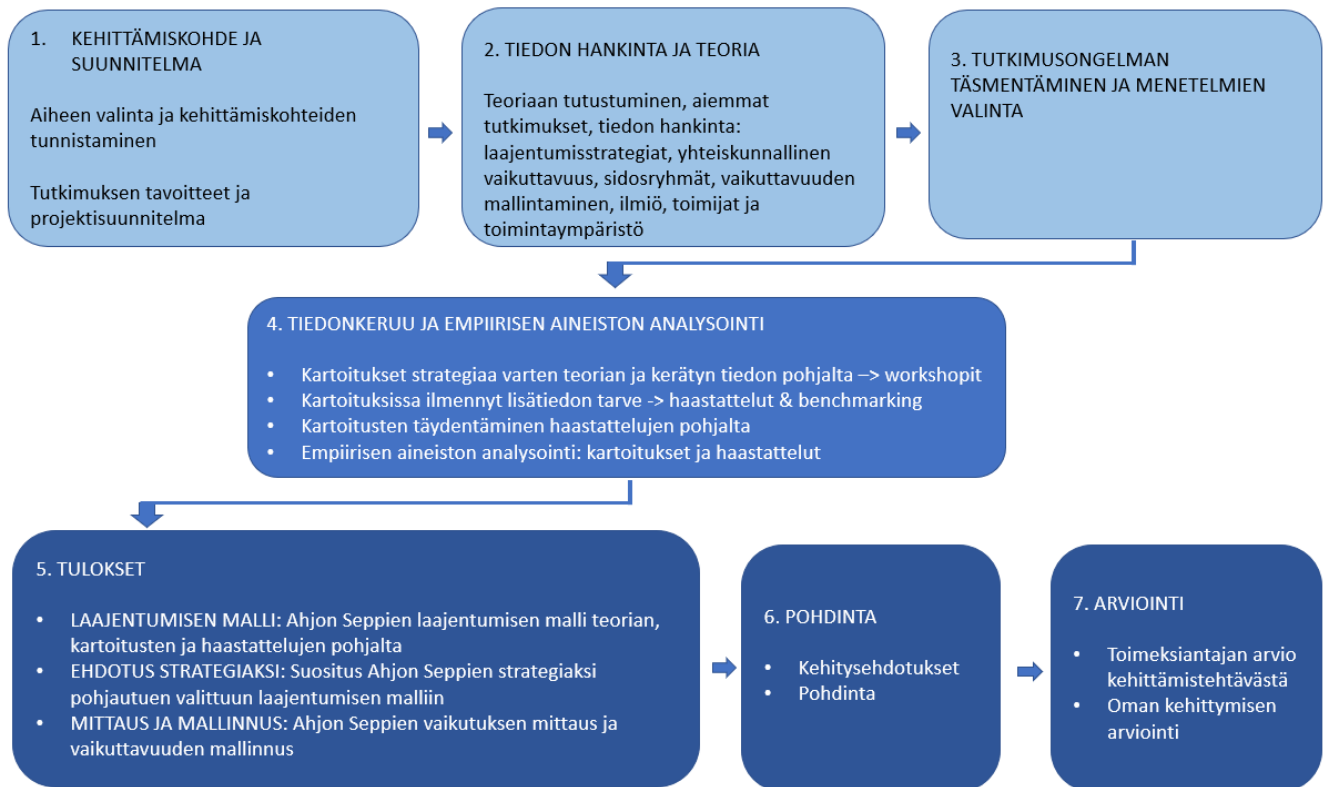 1. KEHITTÄMISKOHDE JA
SUUNNITELMA
Aiheen valinta ja kehittämiskohteiden
tunnistaminen
Tutkimuksen tavoitteet ja
projektisuunnitelma
2. TIEDON HANKINTA JA TEORIA
Teoriaan tutustuminen, aiemmat
tutkimukset, tiedon hankinta:
laajentumisstrategiat, yhteiskunnallinen
vaikuttavuus, sidosryhmät, vaikuttavuuden
mallintaminen, ilmiö, toimijat ja
toimintaympäristö
3. TUTKIMUSONGELMAN
TÄSMENTÄMINEN JA MENETELMIEN
VALINTA
4. TIEDONKERUU JA EMPIIRISEN AINEISTON ANALYSOINTI
• Kartoitukset strategiaa varten teorian ja kerätyn tiedon pohjalta –> workshopit
• Kartoituksissa ilmennyt lisätiedon tarve -> haastattelut & benchmarking
• Kartoitusten täydentäminen haastattelujen pohjalta
• Empiirisen aineiston analysointi: kartoitukset ja haastattelut
5. TULOKSET
• LAAJENTUMISEN MALLI: Ahjon Seppien laajentumisen malli teorian,
kartoitusten ja haastattelujen pohjalta
• EHDOTUS STRATEGIAKSI: Suositus Ahjon Seppien strategiaksi
pohjautuen valittuun laajentumisen malliin
• MITTAUS JA MALLINNUS: Ahjon Seppien vaikutuksen mittaus ja
vaikuttavuuden mallinnus
6. POHDINTA
• Kehitysehdotukset
• Pohdinta
7. ARVIOINTI
• Toimeksiantajan arvio
kehittämistehtävästä
• Oman kehittymisen
arviointi